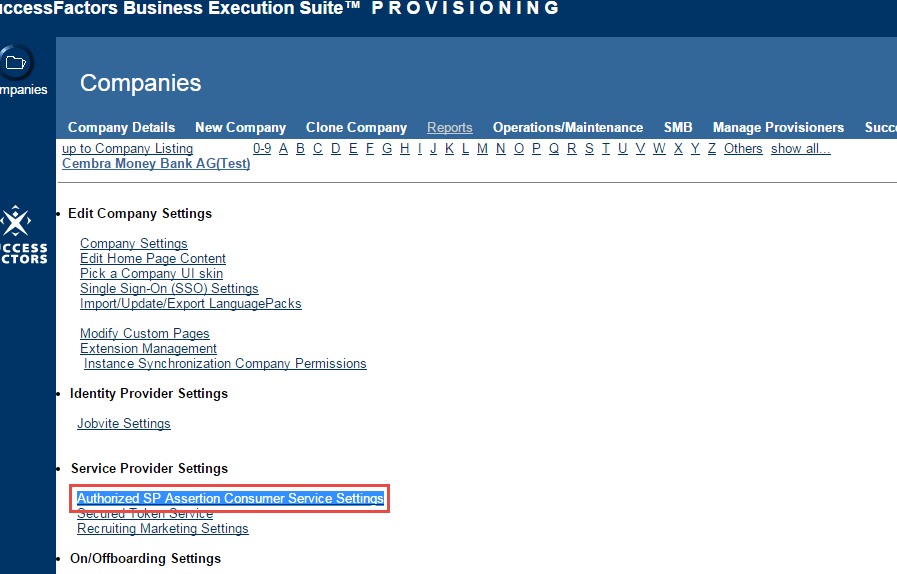 uccessFactors Business Execution Suite™ PROVISIONING
mpanies
Companies
Company Details New Company Clone Company Reports Operations/Maintenance SMB Manage Provisioners Succ
up to Company Listing 0-9 A B C D E F G H I J K L M N O P Q R S T U V W X Y Z Others show all...
Cembra Money Bank AG(Test)
CCESS
CTORS
• Edit Company Settings
Company Settings
Edit Home Page Content
Pick a Company UI skin
Single Sign-On (SSO) Settings
Import/Update/Export LanguagePacks
Modify Custom Pages
Extension Management
Instance Synchronization Company Permissions
• Identity Provider Settings
Jobvite Settings
• Service Provider Settings
Authorized SP Assertion Consumer Service Settings
Secured Token Service
Recruiting Marketing Settings
• On/Offboarding Settings